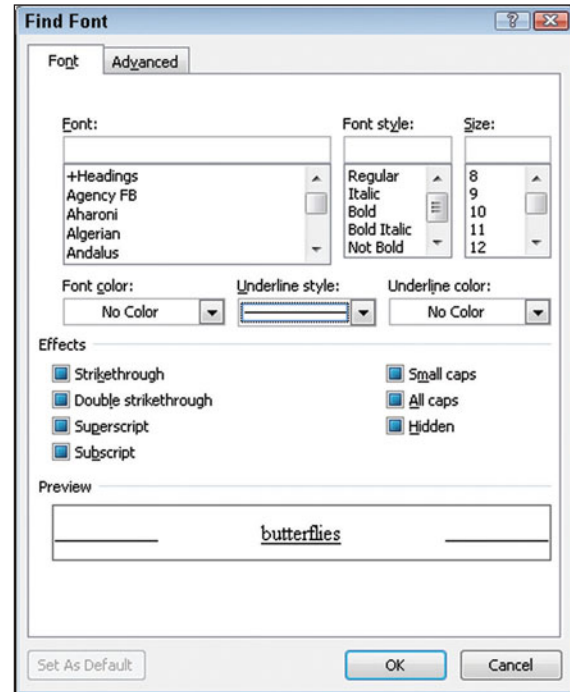 Find Font
Font Advanced
Font: Font style: Size:
+Headings Regular 8
Agency FB Italic 9
Aharoni Bold 10
Algerian Bold Italic 11
Andalus Not Bold 12
Font color: Underline style: Underline color:
No Color No Color
Effects
Strikethrough Small caps
Double strikethrough All caps
Superscript Hidden
Subscript
Preview
butterflies
Set As Default OK Cancel